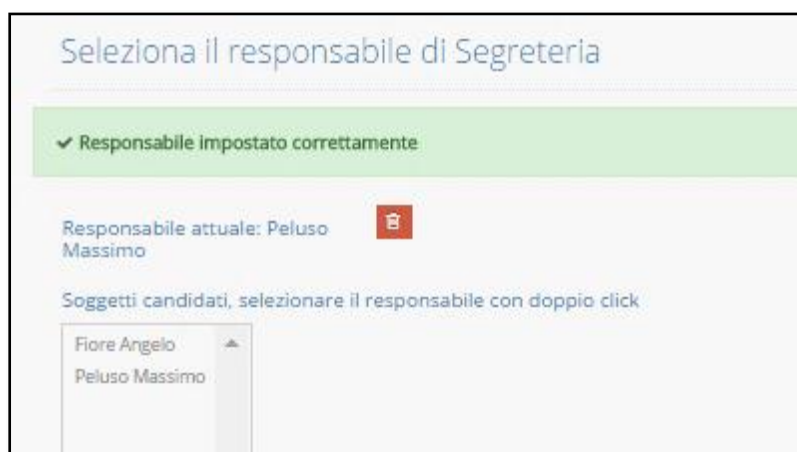 Seleziona il responsabile di Segreteria
Responsabile impostato correttamente
Responsabile attuale: Peluso
Massimo
Soggetti candidati, selezionare il responsabile con doppio click
Fiore Angelo
Peluso Massimo